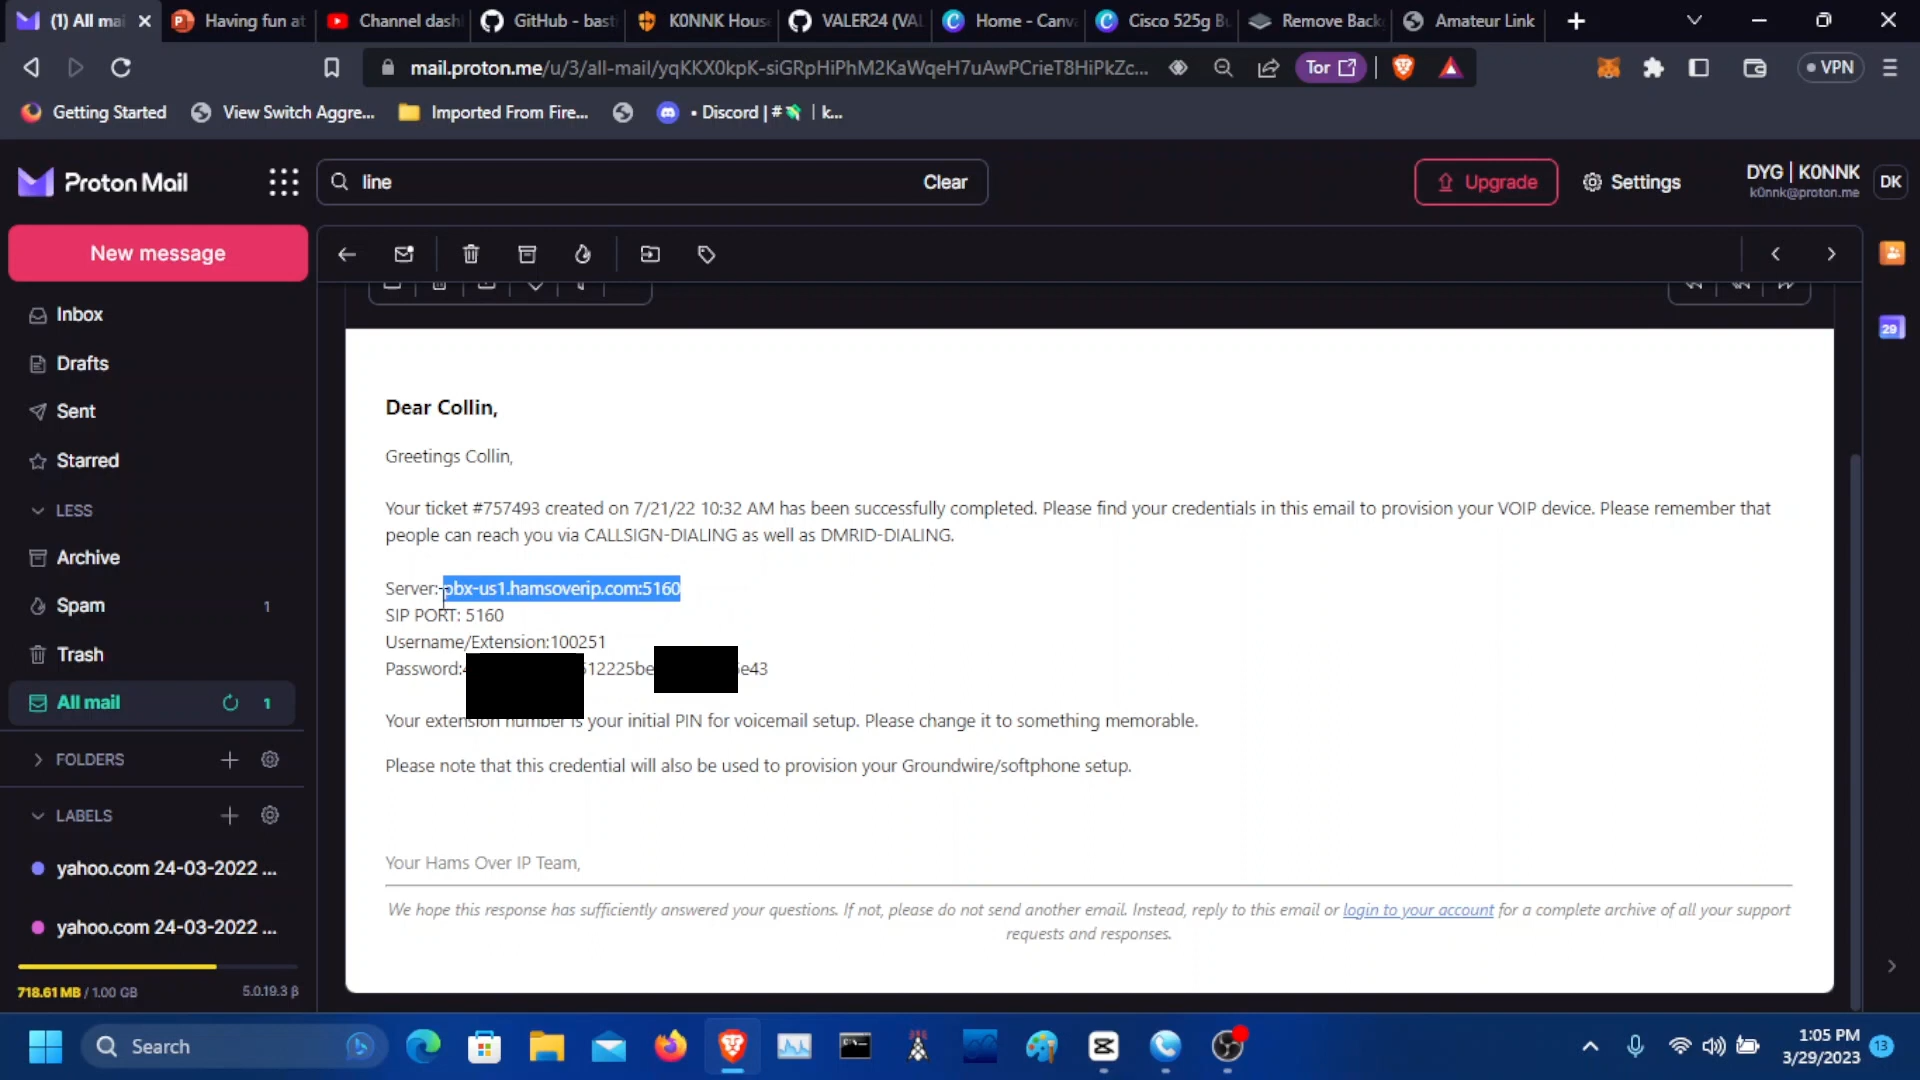 (1) All mai
Having fun at
Channel dash
GitHub - bast
K0NNK Hous
VALER24 (VAL
Home - Canva
Cisco 525g Bu
Remove Back
Amateur Link
mail.proton.me/u/3/all-mail/yqKKX0kpK-siGRpHiPhM2KaWqeH7uAwPCrieT8HiPkZc...
Tor
VPN
Getting Started
View Switch Aggre...
Imported From Fire...
• Discord | #
| k...
Proton Mail
line
Clear
Upgrade
Settings
DYG | K0NNK
k0nnk@proton.me
DK
New message
Inbox
Drafts
Sent
Starred
LESS
Archive
Spam 1
Trash
All mail 1
FOLDERS
LABELS
yahoo.com 24-03-2022 ...
yahoo.com 24-03-2022 ...
718.61 MB / 1.00 GB
5.0.19.3 β
29
Dear Collin,
Greetings Collin,
Your ticket #757493 created on 7/21/22 10:32 AM has been successfully completed. Please find your credentials in this email to provision your VOIP device. Please remember that
people can reach you via CALLSIGN-DIALING as well as DMRID-DIALING.
Server: pbx-us1.hamsoverip.com:5160
SIP PORT: 5160
Username/Extension:100251
Password: 512225be e43
Your extension number is your initial PIN for voicemail setup. Please change it to something memorable.
Please note that this credential will also be used to provision your Groundwire/softphone setup.
Your Hams Over IP Team,
We hope this response has sufficiently answered your questions. If not, please do not send another email. Instead, reply to this email or login to your account for a complete archive of all your support
requests and responses.
Search
1:05 PM
3/29/2023
13